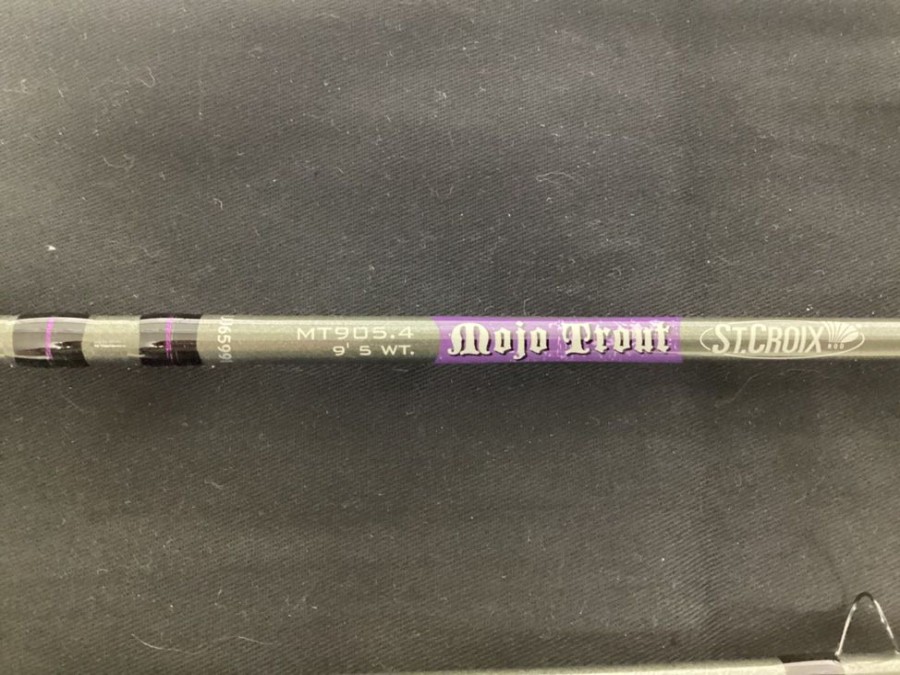 MT905.4
9' 5 WT.
Mojo Trout
ST.CROIX